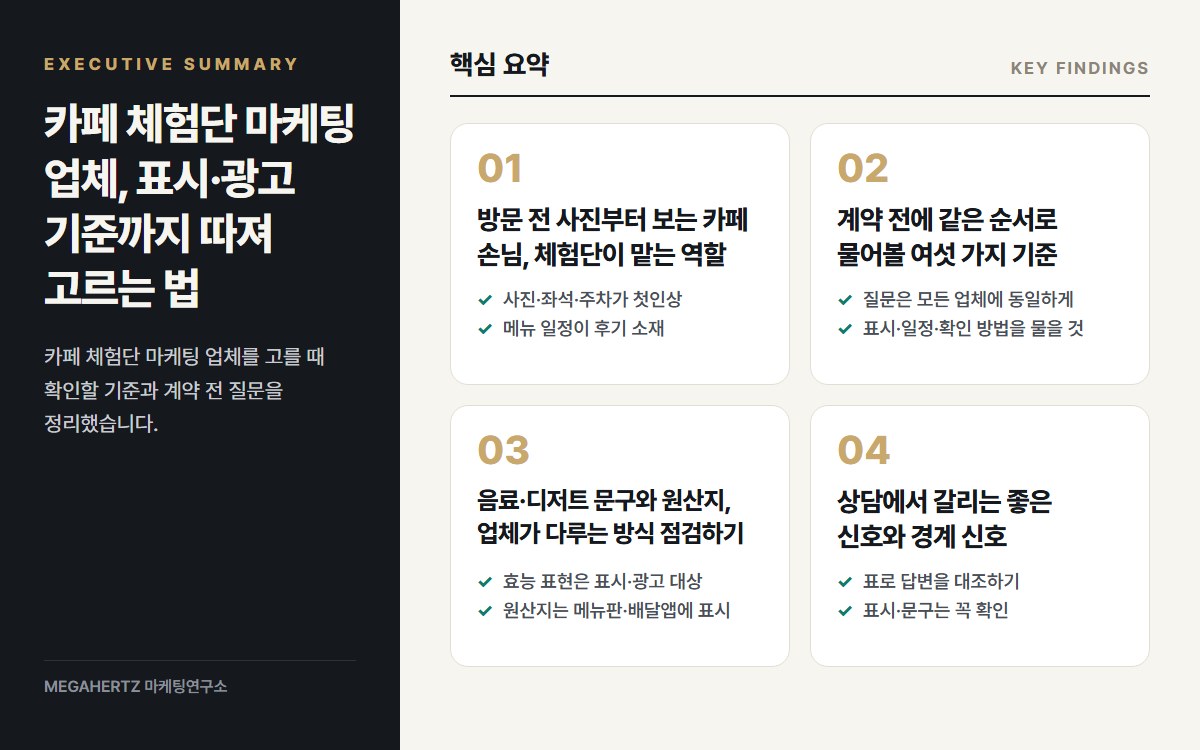 EXECUTIVE SUMMARY
카페 체험단 마케팅
업체, 표시·광고
기준까지 따져
고르는 법
카페 체험단 마케팅 업체를 고를 때
확인할 기준과 계약 전 질문을
정리했습니다.
MEGAHERTZ 마케팅연구소
핵심 요약
KEY FINDINGS
01
방문 전 사진부터 보는 카페
손님, 체험단이 맡는 역할
✓ 사진·좌석·주차가 첫인상
✓ 메뉴 일정이 후기 소재
02
계약 전에 같은 순서로
물어볼 여섯 가지 기준
✓ 질문은 모든 업체에 동일하게
✓ 표시·일정·확인 방법을 물을 것
03
음료·디저트 문구와 원산지,
업체가 다루는 방식 점검하기
✓ 효능 표현은 표시·광고 대상
✓ 원산지는 메뉴판·배달앱에 표시
04
상담에서 갈리는 좋은
신호와 경계 신호
✓ 표로 답변을 대조하기
✓ 표시·문구는 꼭 확인